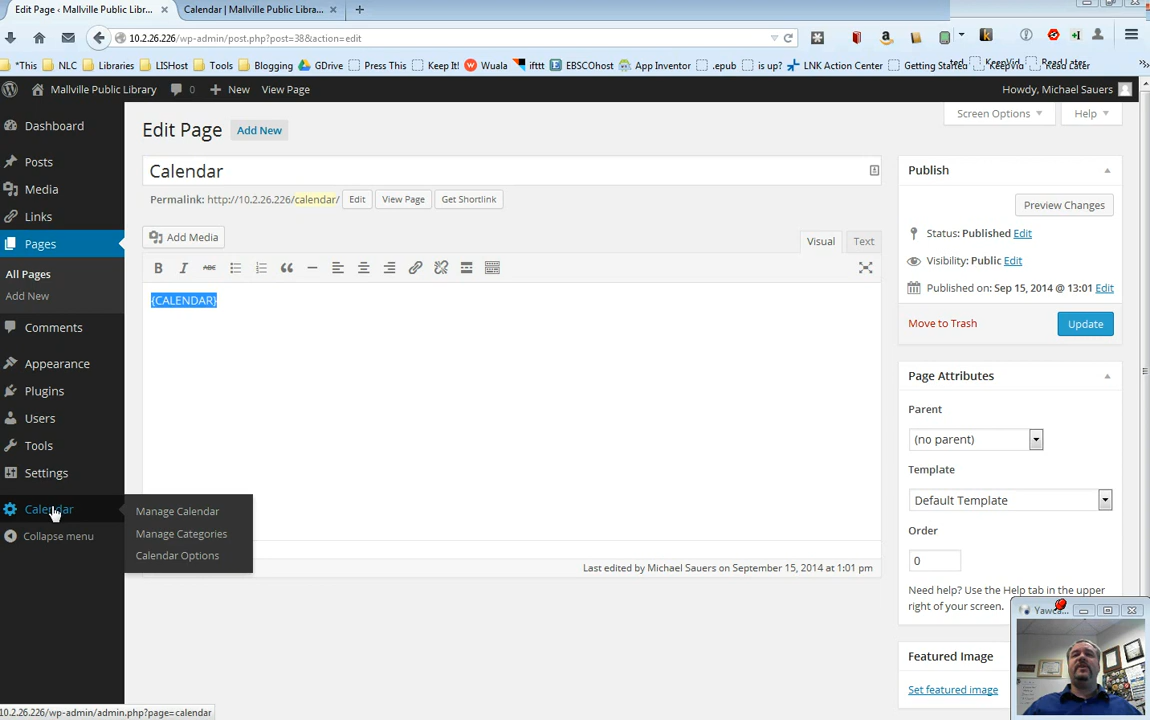 Edit Page ‹ Mallville Public Libr...
Calendar | Mallville Public Libra...
10.2.26.226/wp-admin/post.php?post=38&action=edit
*This
NLC
Libraries
LISHost
Tools
Blogging
GDrive
Press This
Keep It!
Wuala
ifttt
EBSCOhost
App Inventor
.epub
is up?
LNK Action Center
Getting Started
KeepVid
Read Later
Mallville Public Library
0
New
View Page
Howdy, Michael Sauers
Dashboard
Posts
Media
Links
Pages
All Pages
Add New
Comments
Appearance
Plugins
Users
Tools
Settings
Calendar
Collapse menu
Manage Calendar
Manage Categories
Calendar Options
Screen Options
Help
Edit Page
Add New
Calendar
Permalink: http://10.2.26.226/calendar/
Edit
View Page
Get Shortlink
Add Media
Visual
Text
B I ABC
{CALENDAR}
Last edited by Michael Sauers on September 15, 2014 at 1:01 pm
Publish
Preview Changes
Status: Published Edit
Visibility: Public Edit
Published on: Sep 15, 2014 @ 13:01 Edit
Move to Trash
Update
Page Attributes
Parent
(no parent)
Template
Default Template
Order
0
Need help? Use the Help tab in the upper
right of your screen.
Featured Image
Set featured image
Yawca...
10.2.26.226/wp-admin/admin.php?page=calendar